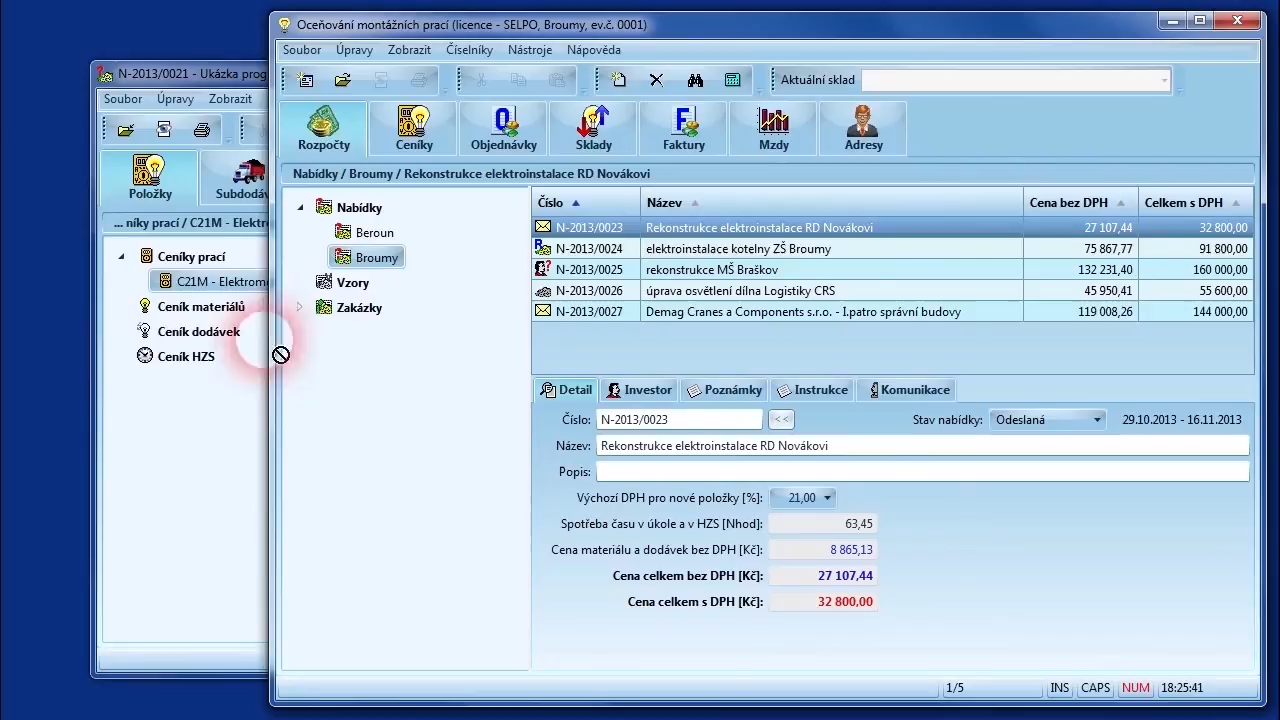 Oceňování montážních prací (licence - SELPO, Broumy, ev.č. 0001)
Soubor Úpravy Zobrazit Číselníky Nástroje Nápověda
Aktuální sklad
Rozpočty Ceníky Objednávky Sklady Faktury Mzdy Adresy
Nabídky / Broumy / Rekonstrukce elektroinstalace RD Novákovi
Nabídky
Beroun
Broumy
Vzory
Zakázky
Číslo Název Cena bez DPH Celkem s DPH
N-2013/0023 Rekonstrukce elektroinstalace RD Novákovi 27 107,44 32 800,00
N-2013/0024 elektroinstalace kotelny ZŠ Broumy 75 867,77 91 800,00
N-2013/0025 rekonstrukce MŠ Braškov 132 231,40 160 000,00
N-2013/0026 úprava osvětlení dílna Logistiky CRS 45 950,41 55 600,00
N-2013/0027 Demag Cranes a Components s.r.o. - I.patro správní budovy 119 008,26 144 000,00
Detail Investor Poznámky Instrukce Komunikace
Číslo: N-2013/0023 << Stav nabídky: Odeslaná 29.10.2013 - 16.11.2013
Název: Rekonstrukce elektroinstalace RD Novákovi
Popis:
Výchozí DPH pro nové položky [%]: 21,00
Spotřeba času v úkole a v HZS [Nhod]: 63,45
Cena materiálu a dodávek bez DPH [Kč]: 8 865,13
Cena celkem bez DPH [Kč]: 27 107,44
Cena celkem s DPH [Kč]: 32 800,00
1/5 INS CAPS NUM 18:25:41
N-2013/0021 - Ukázka prog
Soubor Úpravy Zobrazit
Položky Subdodáv
... níky prací / C21M - Elektro
Ceníky prací
C21M - Elektromo
Ceník materiálů
Ceník dodávek
Ceník HZS